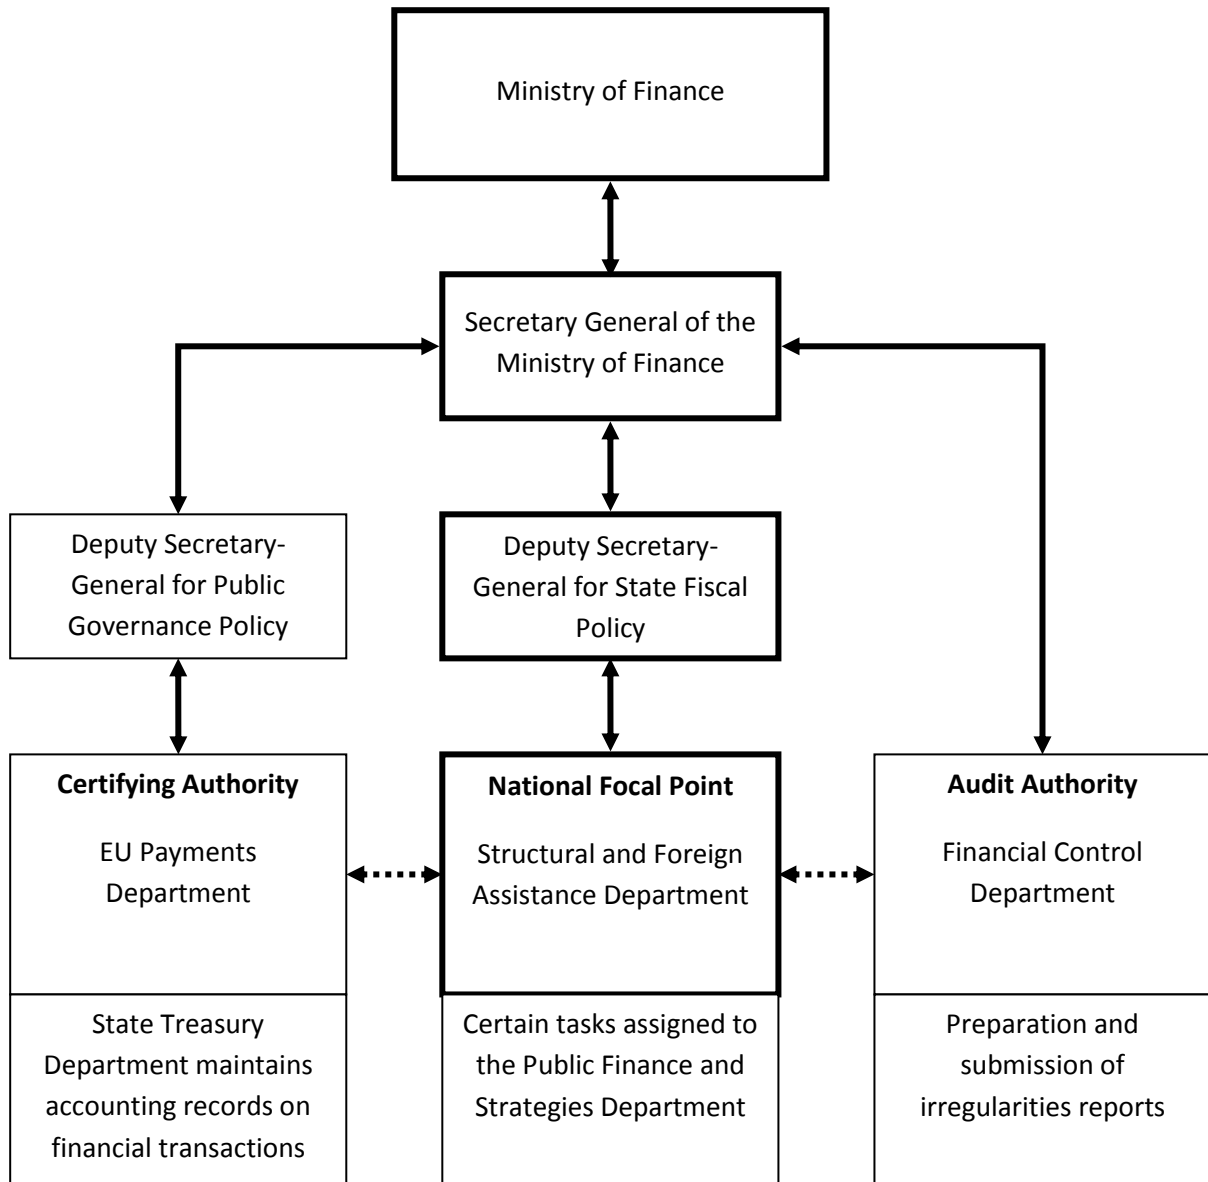 Ministry of Finance
Secretary General of the
Ministry of Finance
Deputy Secretary-
General for Public
Governance Policy
Deputy Secretary-
General for State Fiscal
Policy
Certifying Authority
EU Payments
Department
National Focal Point
Structural and Foreign
Assistance Department
Audit Authority
Financial Control
Department
State Treasury
Department maintains
accounting records on
financial transactions
Certain tasks assigned to
the Public Finance and
Strategies Department
Preparation and
submission of
irregularities reports